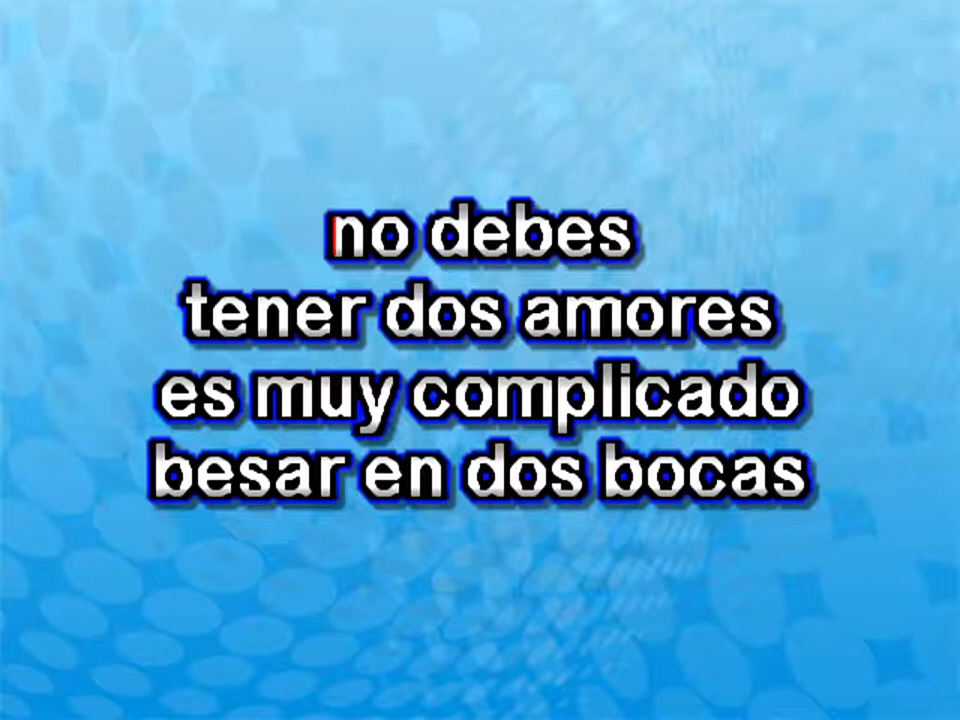 no debes
tener dos amores
es muy complicado
besar en dos bocas